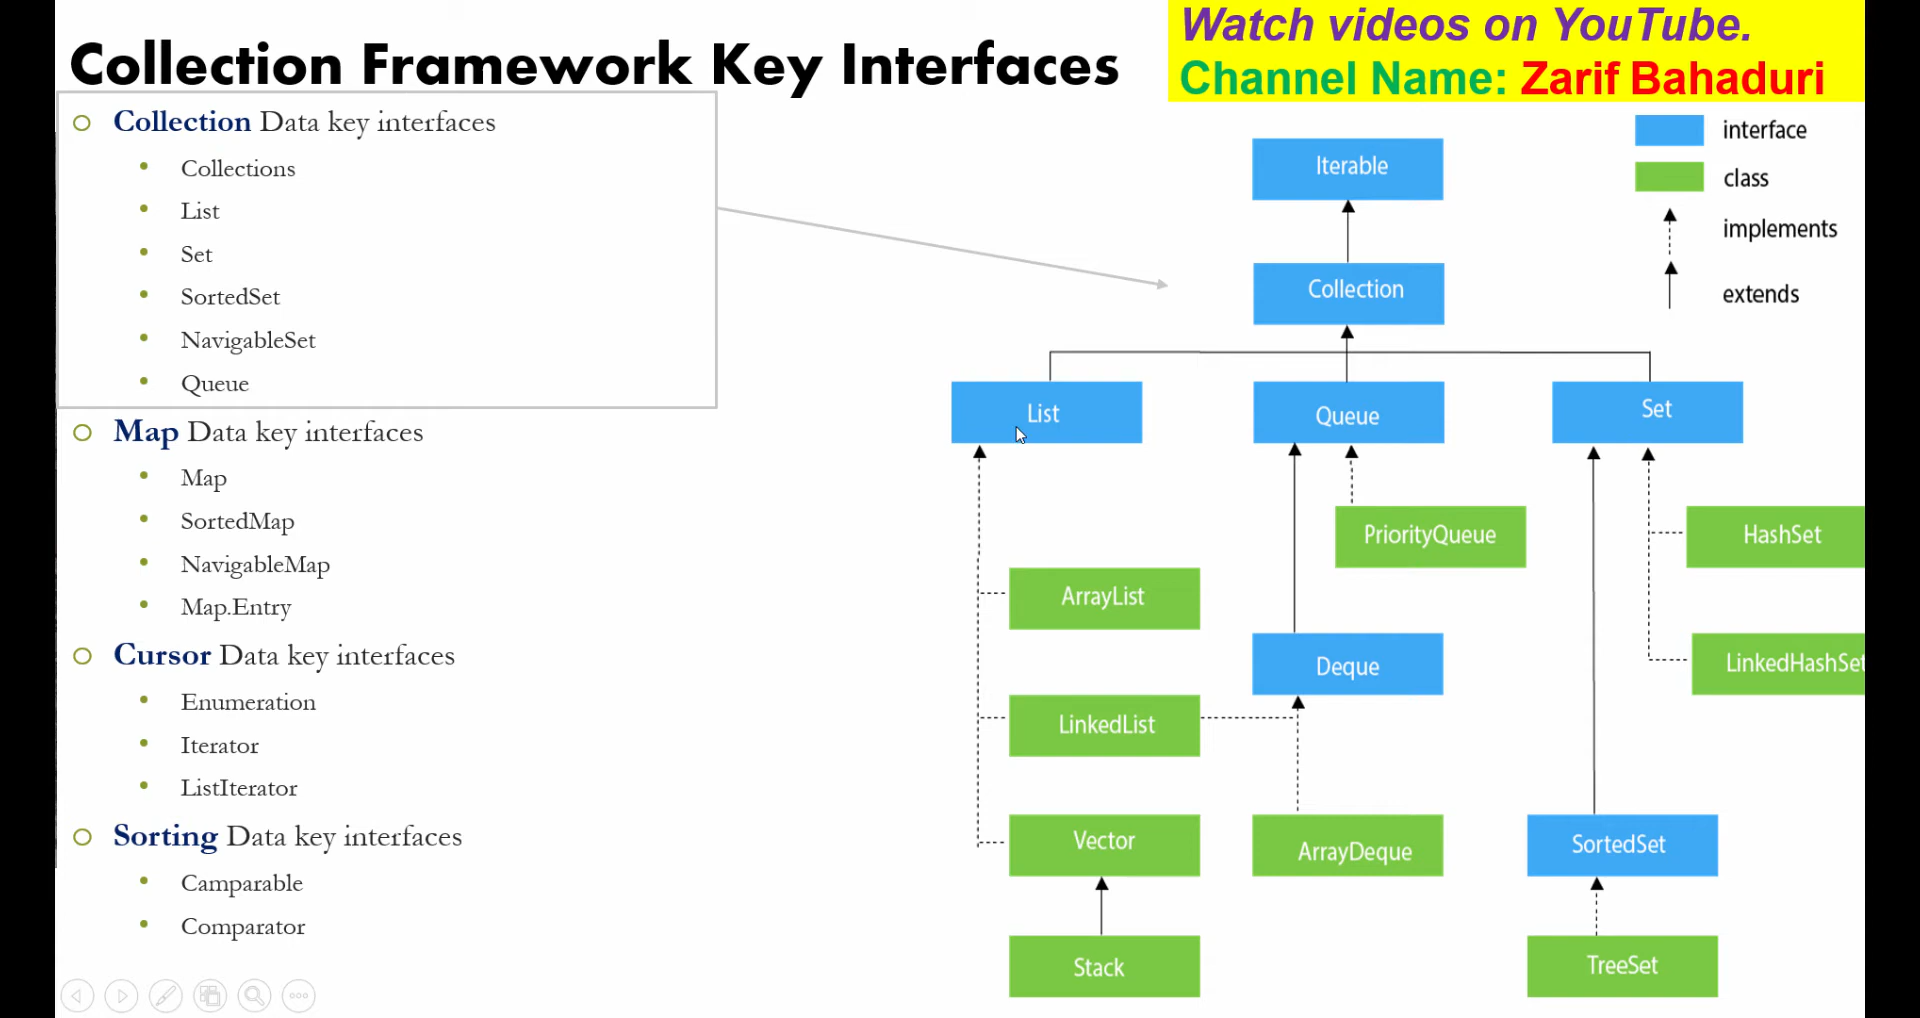 Watch videos on YouTube.
Channel Name: Zarif Bahaduri
Collection Framework Key Interfaces
Collection Data key interfaces
Collections
List
Set
SortedSet
NavigableSet
Queue
Map Data key interfaces
Map
SortedMap
NavigableMap
Map.Entry
Cursor Data key interfaces
Enumeration
Iterator
ListIterator
Sorting Data key interfaces
Camparable
Comparator
interface
class
implements
extends
Iterable
Collection
List
Queue
Set
PriorityQueue
HashSet
ArrayList
Deque
LinkedHashSet
LinkedList
Vector
ArrayDeque
SortedSet
Stack
TreeSet